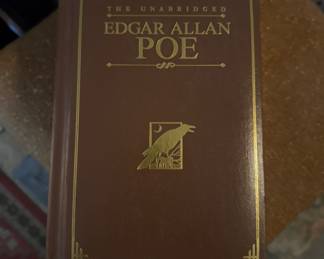 THE UNABRIDGED
EDGAR ALLAN
POE